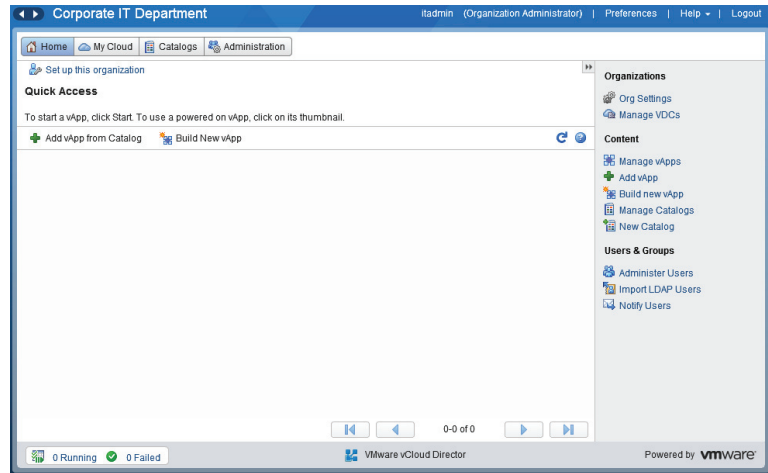 Corporate IT Department
itadmin (Organization Administrator) | Preferences | Help | Logout
Home My Cloud Catalogs Administration
Set up this organization
Quick Access
To start a vApp, click Start. To use a powered on vApp, click on its thumbnail.
Add vApp from Catalog Build New vApp
0-0 of 0
Organizations
Org Settings
Manage VDCs
Content
Manage vApps
Add vApp
Build new vApp
Manage Catalogs
New Catalog
Users & Groups
Administer Users
Import LDAP Users
Notify Users
0 Running 0 Failed
VMware vCloud Director
Powered by vmware